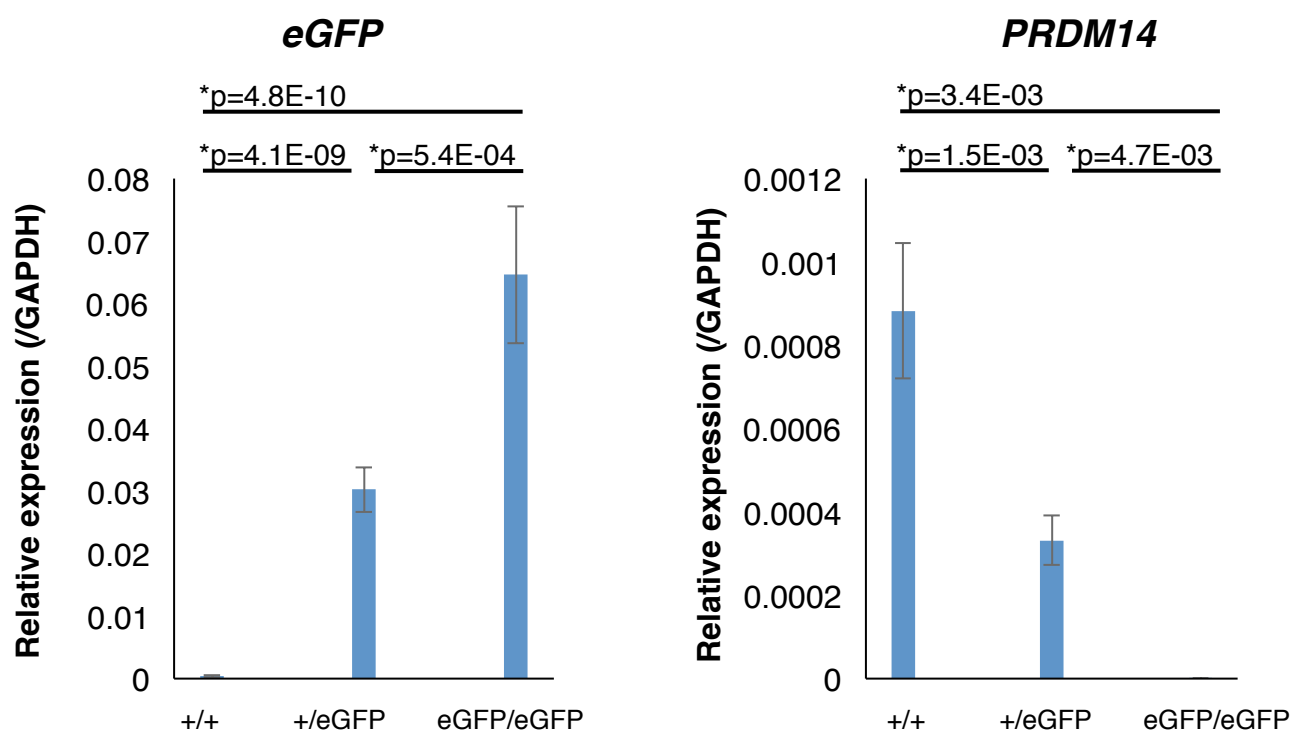 eGFP
*p=4.8E-10
*p=4.1E-09 *p=5.4E-04
Relative expression (/GAPDH)
0.08
0.07
0.06
0.05
0.04
0.03
0.02
0.01
0
+/+ +/eGFP eGFP/eGFP
PRDM14
*p=3.4E-03
*p=1.5E-03 *p=4.7E-03
Relative expression (/GAPDH)
0.0012
0.001
0.0008
0.0006
0.0004
0.0002
0
+/+ +/eGFP eGFP/eGFP